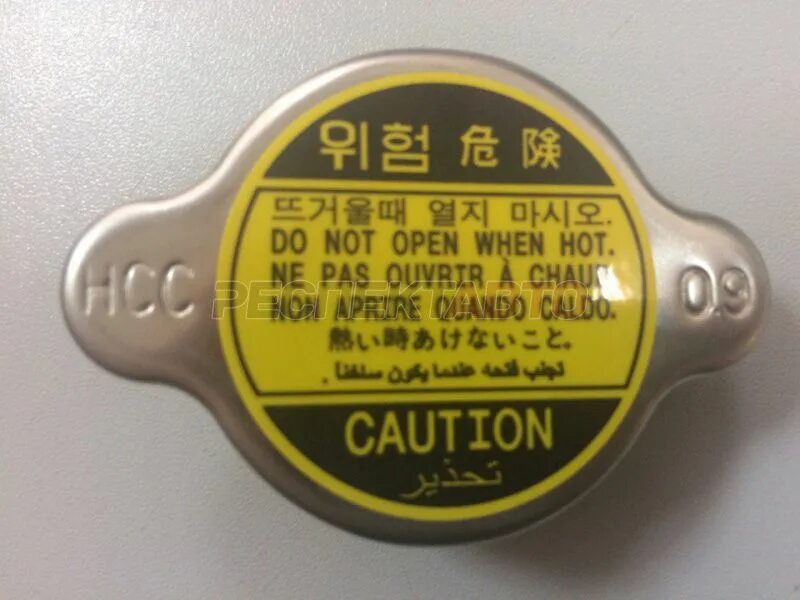 위험 危険
뜨거울때 열지 마시오.
DO NOT OPEN WHEN HOT.
NE PAS OUVRIR À CHAUD
HCC РЕСПЕКТАВТО 0.9
NON APRIRE QUANDO CALDO.
熱い時あけないこと。
تجنب فتحه عندما يكون ساخناً.
CAUTION
تحذير